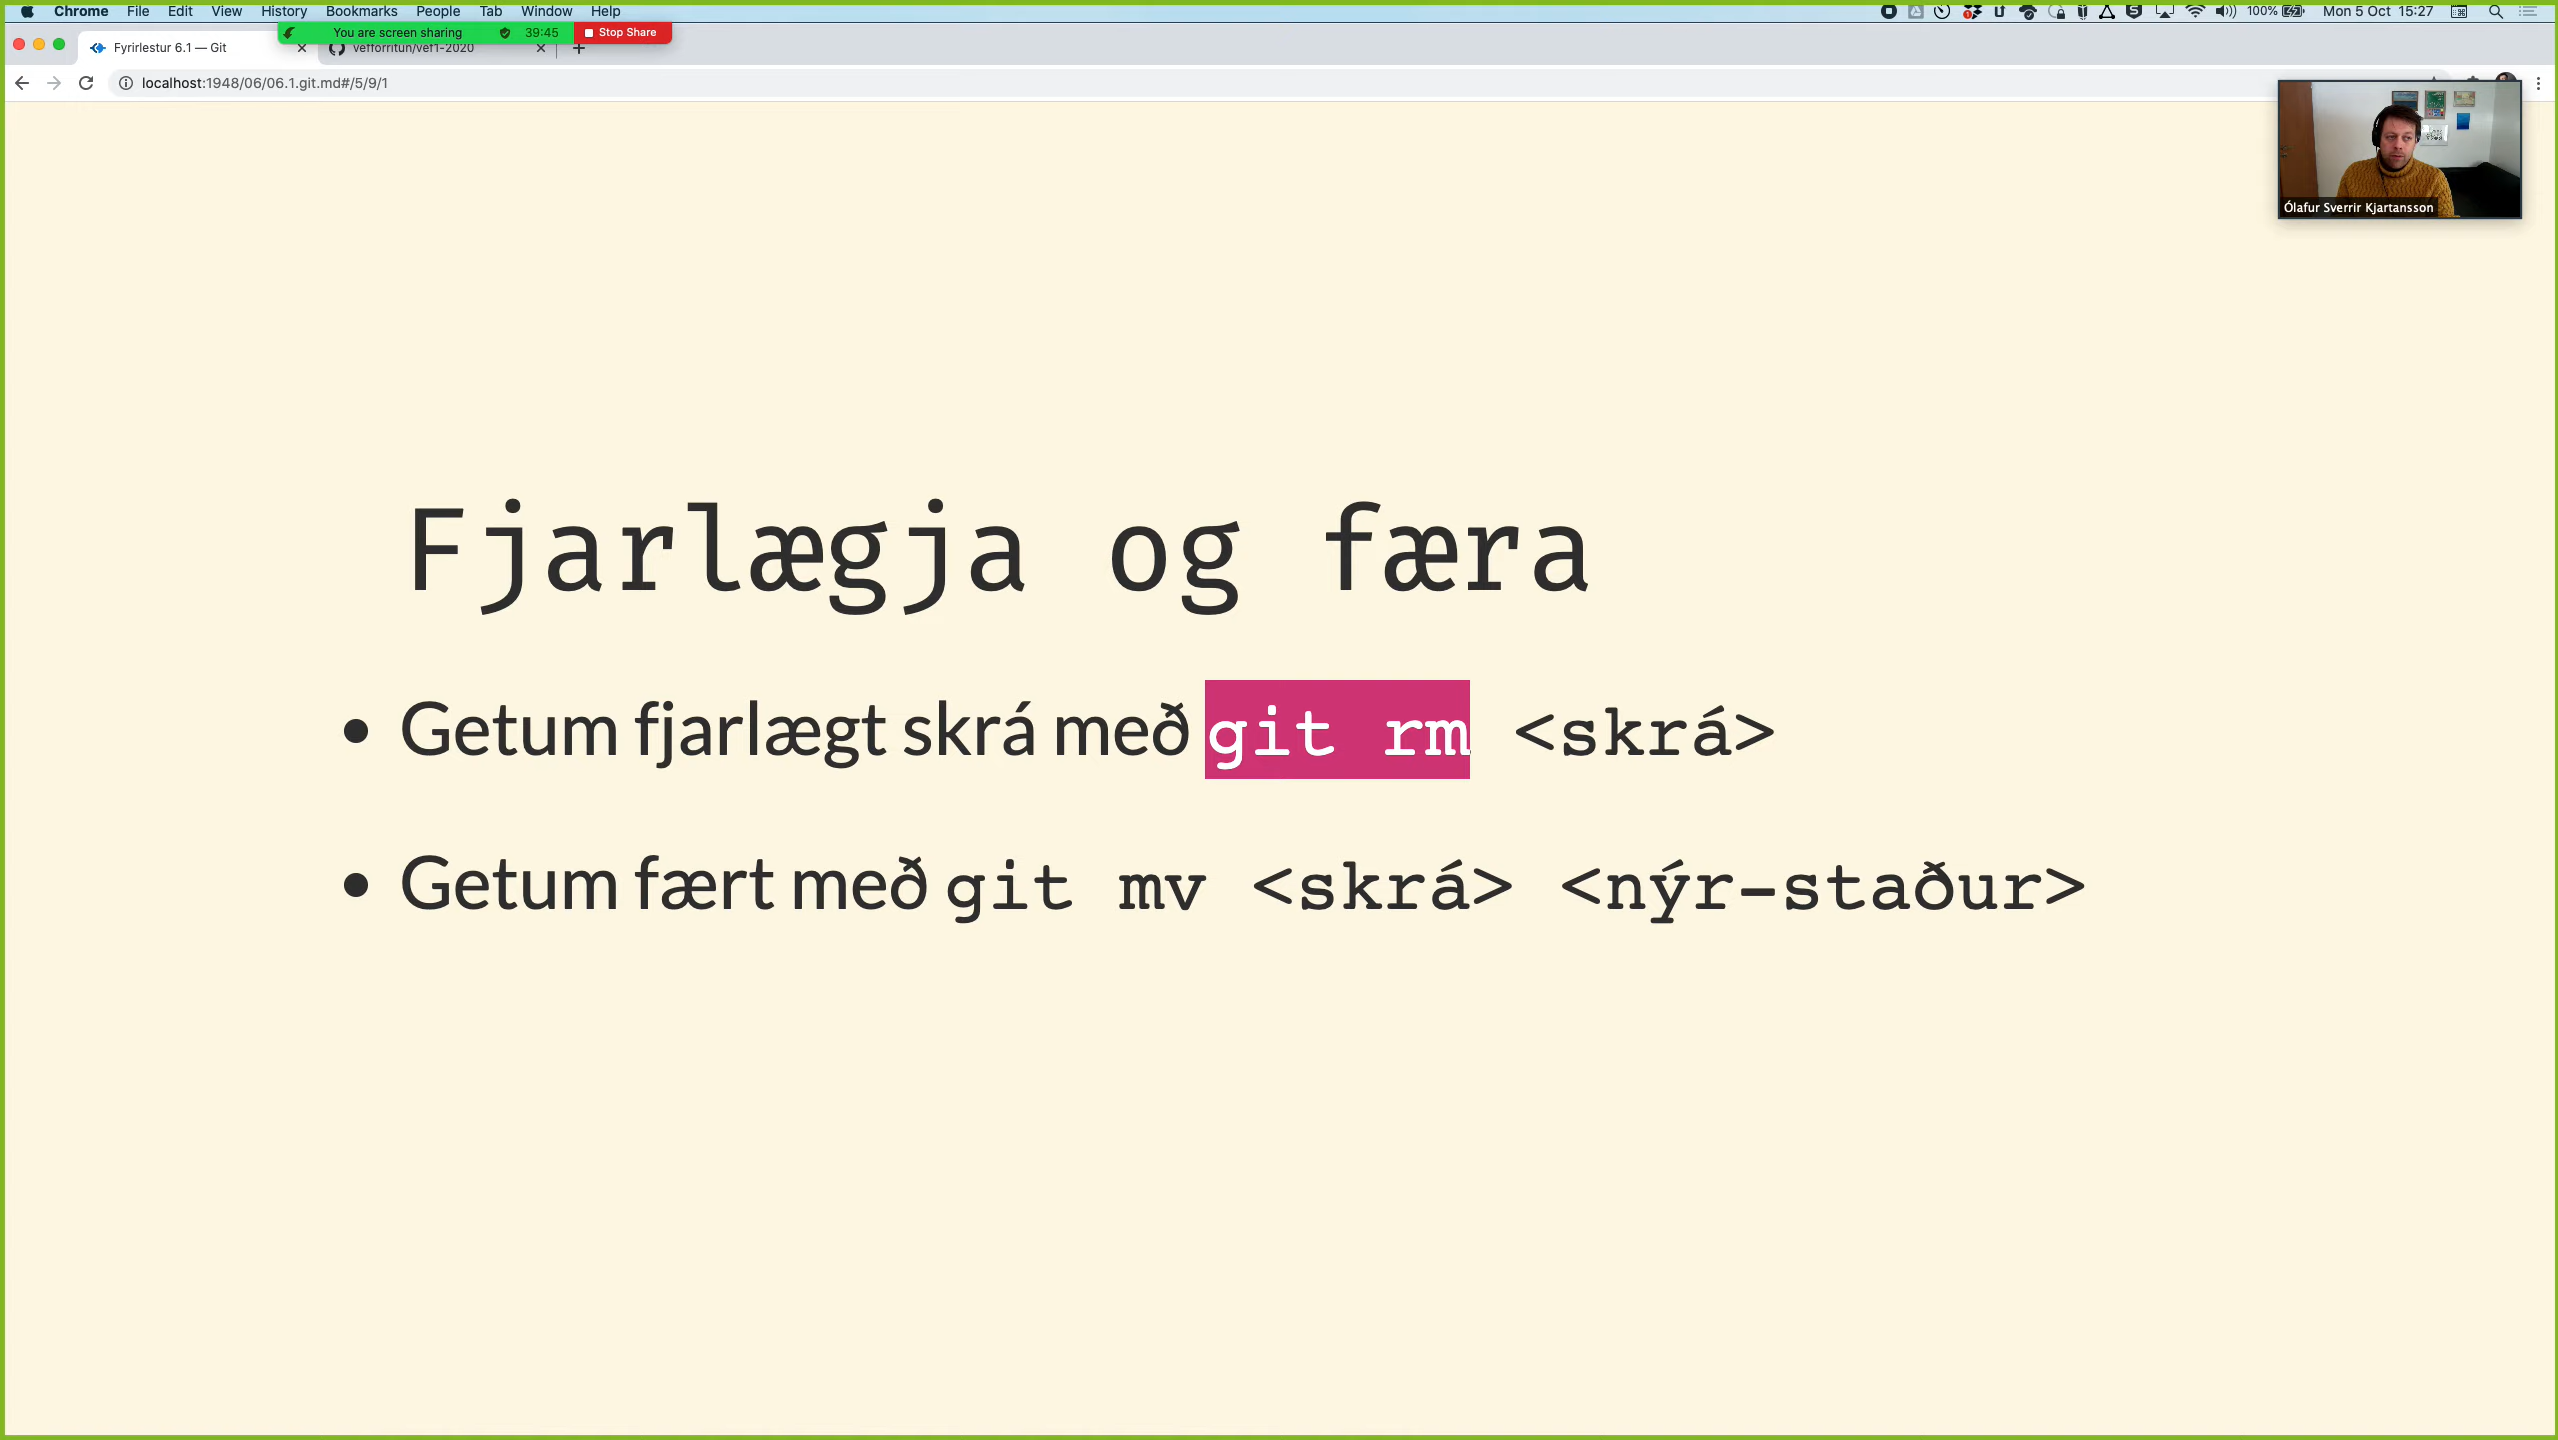 Chrome File Edit View History Bookmarks People Tab Window Help
100% Mon 5 Oct 15:27
You are screen sharing 39:45 Stop Share
Fyrirlestur 6.1 — Git
vefforritun/vef1-2020
localhost:1948/06/06.1.git.md#/5/9/1
Ólafur Sverrir Kjartansson
Fjarlægja og færa
Getum fjarlægt skrá með git rm <skrá>
Getum fært með git mv <skrá> <nýr-staður>